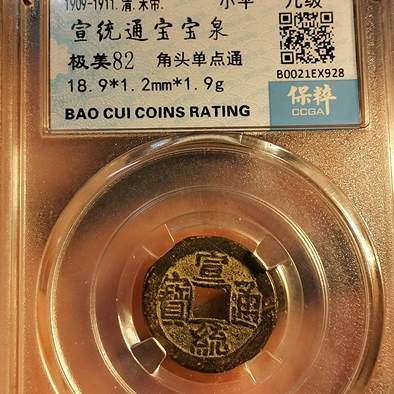 1909-1911. 清. 末帝. 小平 九级
宣统通宝宝泉
极美82 角头单点通
18.9*1.2mm*1.9g
B0021EX928
BAO CUI COINS RATING
保粹
CCGA
宣
寶 通
統